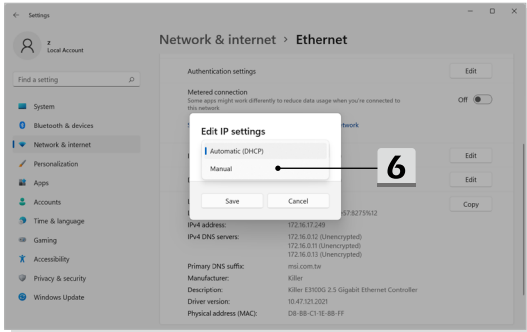 Settings
Network & internet > Ethernet
z
Local Account
Find a setting
System
Bluetooth & devices
Network & internet
Personalization
Apps
Accounts
Time & language
Gaming
Accessibility
Privacy & security
Windows Update
Authentication settings
Edit
Metered connection
Some apps might work differently to reduce data usage when you're connected to
this network
Off
Edit IP settings
Automatic (DHCP)
Manual
6
Save
Cancel
Edit
Edit
Copy
IPv4 address: 172.16.17.249
IPv4 DNS servers: 172.16.0.12 (Unencrypted)
172.16.0.11 (Unencrypted)
172.16.0.13 (Unencrypted)
Primary DNS suffix: msi.com.tw
Manufacturer: Killer
Description: Killer E3100G 2.5 Gigabit Ethernet Controller
Driver version: 10.47.121.2021
Physical address (MAC): D8-BB-C1-1E-8B-FF